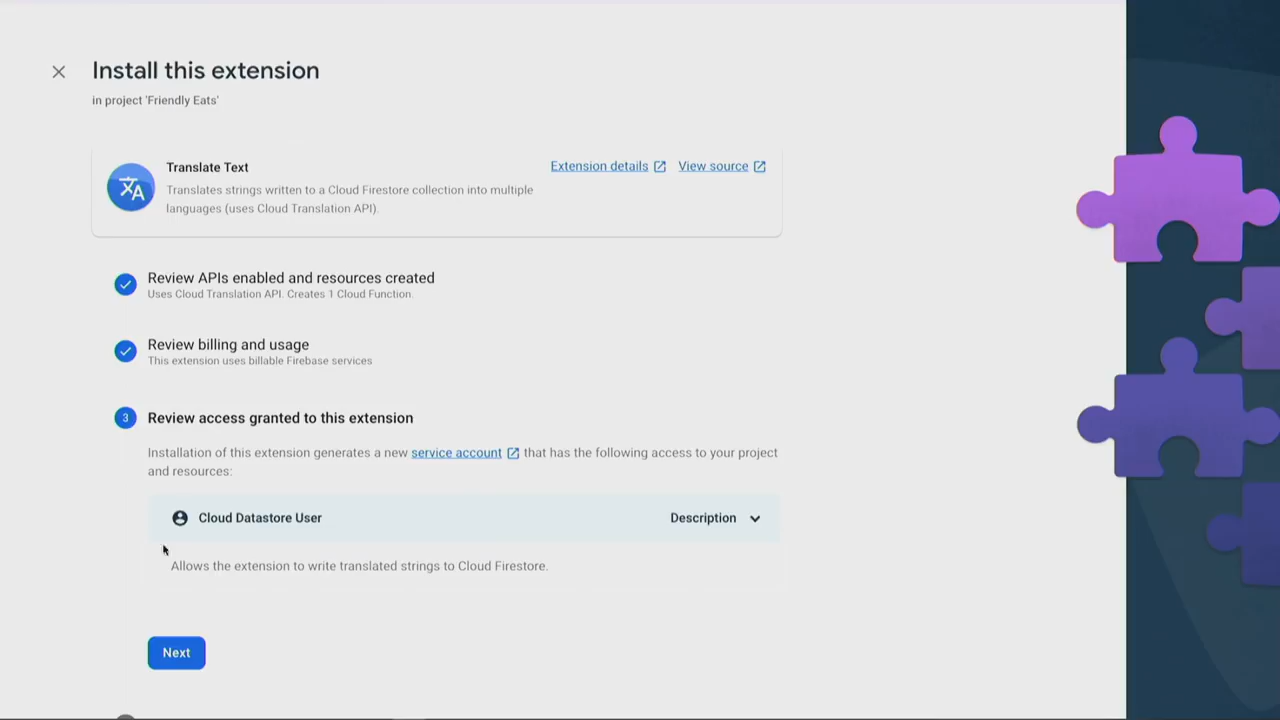 Install this extension
in project 'Friendly Eats'
Translate Text
Extension details
View source
Translates strings written to a Cloud Firestore collection into multiple
languages (uses Cloud Translation API).
Review APIs enabled and resources created
Uses Cloud Translation API. Creates 1 Cloud Function.
Review billing and usage
This extension uses billable Firebase services
3
Review access granted to this extension
Installation of this extension generates a new service account that has the following access to your project
and resources:
Cloud Datastore User
Description
Allows the extension to write translated strings to Cloud Firestore.
Next